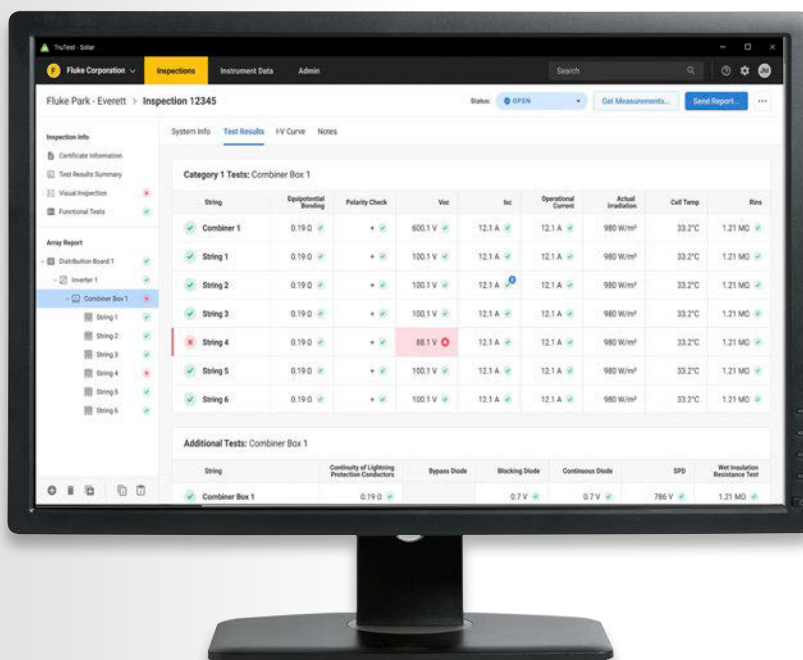 TruTest - Solar
F Fluke Corporation Inspections Instrument Data Admin Search JM
Fluke Park - Everett > Inspection 12345 Status: OPEN Get Measurements... Send Report...
Inspection Info
Certificate Information
Test Results Summary
Visual Inspection
Functional Tests
Array Report
Distribution Board 1
Inverter 1
Combiner Box 1
String 1
String 2
String 3
String 4
String 5
String 6
System Info Test Results I-V Curve Notes
Category 1 Tests: Combiner Box 1
String Equipotential Bonding Polarity Check Voc Isc Operational Current Actual Irradiation Cell Temp Rins
Combiner 1 0.19 Ω + 600.1 V 12.1 A 12.1 A 980 W/m² 33.2°C 1.21 MΩ
String 1 0.19 Ω + 100.1 V 12.1 A 12.1 A 980 W/m² 33.2°C 1.21 MΩ
String 2 0.19 Ω + 100.1 V 12.1 A 12.1 A 980 W/m² 33.2°C 1.21 MΩ
String 3 0.19 Ω + 100.1 V 12.1 A 12.1 A 980 W/m² 33.2°C 1.21 MΩ
String 4 0.19 Ω + 88.1 V 12.1 A 12.1 A 980 W/m² 33.2°C 1.21 MΩ
String 5 0.19 Ω + 100.1 V 12.1 A 12.1 A 980 W/m² 33.2°C 1.21 MΩ
String 6 0.19 Ω + 100.1 V 12.1 A 12.1 A 980 W/m² 33.2°C 1.21 MΩ
Additional Tests: Combiner Box 1
String Continuity of Lightning Protection Conductors Bypass Diode Blocking Diode Continuous Diode SPD Wet Insulation Resistance Test
Combiner Box 1 0.19 Ω 0.7 V 0.7 V 786 V 1.21 MΩ